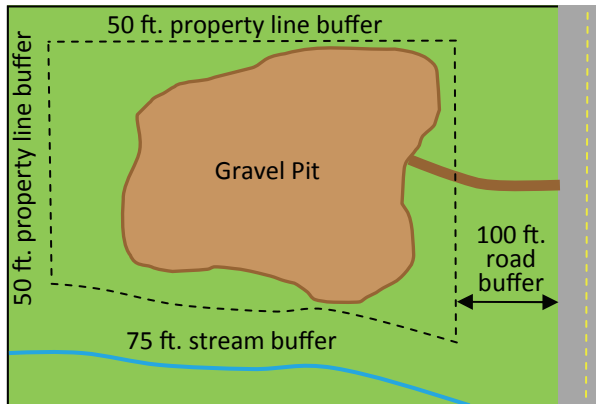 50 ft. property line buffer
50 ft. property line buffer
Gravel Pit
100 ft.
road
buffer
75 ft. stream buffer